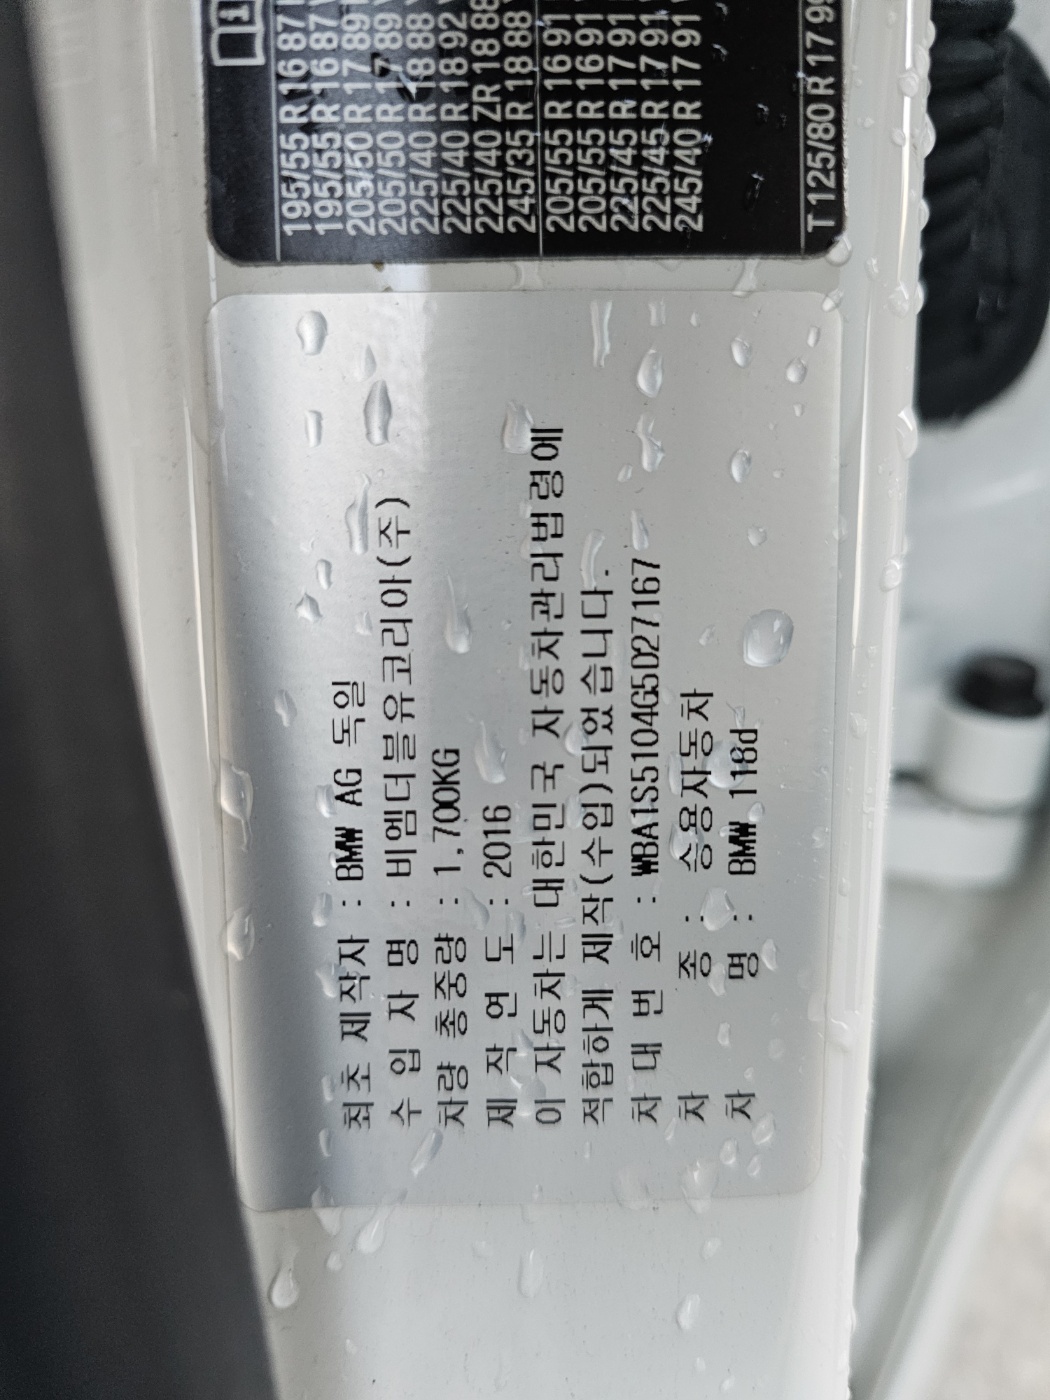 195/55 R 16 87
195/55 R 16 87 V
205/50 R 17 89
205/50 R 17 89 V
225/40 R 18 88
225/40 R 18 92
225/40 ZR 18 88
245/35 R 18 88
205/55 R 16 91
205/55 R 16 91
225/45 R 17 91
225/45 R 17 91
245/40 R 17 91 V
T 125/80 R 17 99
최초 제작자 : BMW AG 독일
수 입 자 명 : 비엠더블유코리아(주)
차량 총중량 : 1,700KG
제 작 연 도 : 2016
이 자동차는 대한민국 자동차관리법령에
적합하게 제작(수입)되었습니다.
차 대 번 호 : WBA1S5104G5D27167
차 종 : 승용자동차
차 명 : BMW 118d